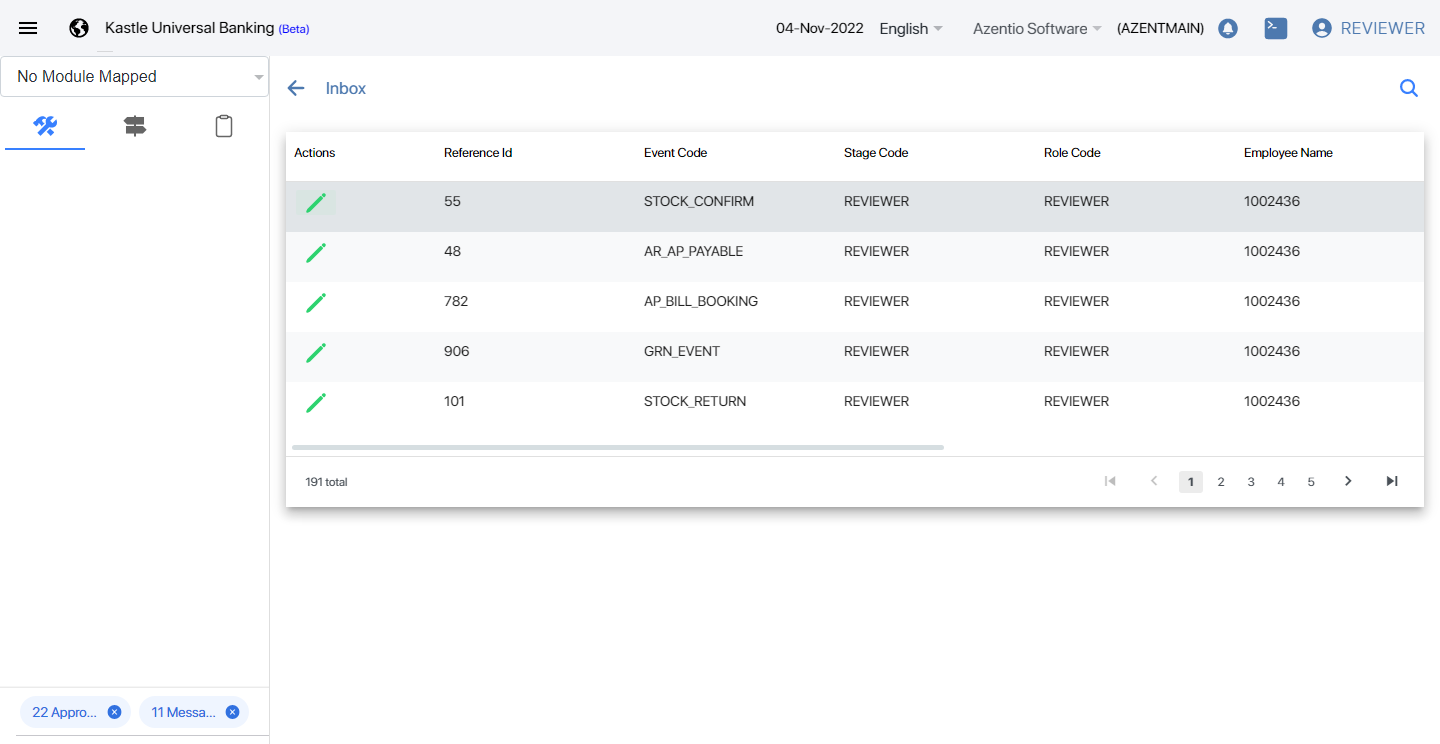 Kastle Universal Banking (Beta)
04-Nov-2022 English Azentio Software (AZENTMAIN) REVIEWER
No Module Mapped
Inbox
Actions Reference Id Event Code Stage Code Role Code Employee Name
55 STOCK_CONFIRM REVIEWER REVIEWER 1002436
48 AR_AP_PAYABLE REVIEWER REVIEWER 1002436
782 AP_BILL_BOOKING REVIEWER REVIEWER 1002436
906 GRN_EVENT REVIEWER REVIEWER 1002436
101 STOCK_RETURN REVIEWER REVIEWER 1002436
191 total 1 2 3 4 5
22 Appro... 11 Messa...